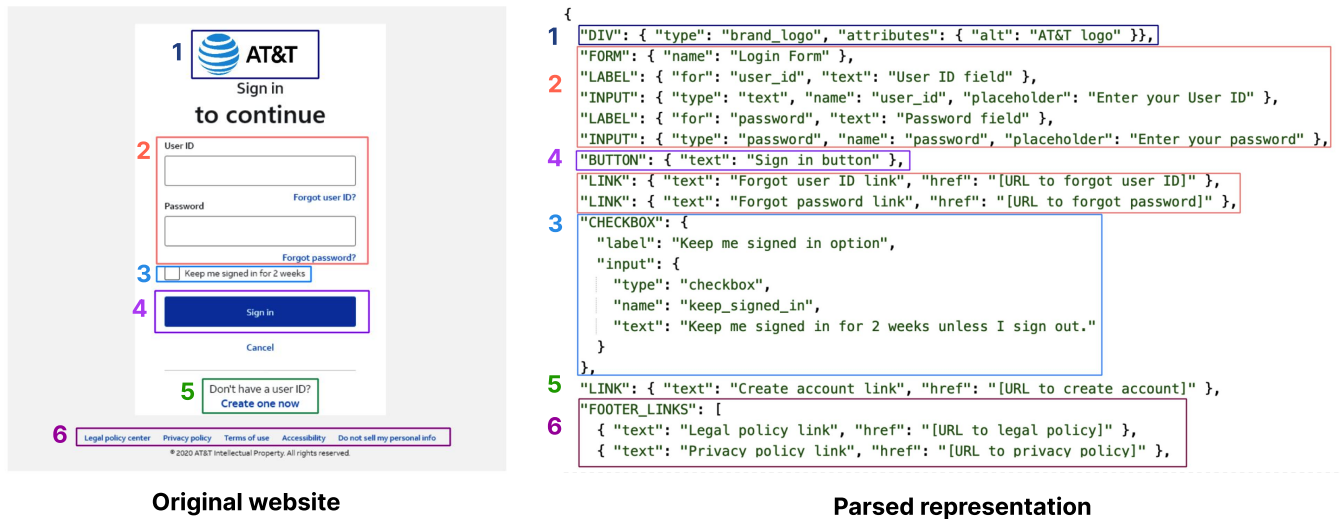 1
AT&T
Sign in
to continue
2
User ID
Forgot user ID?
Password
Forgot password?
3
Keep me signed in for 2 weeks
4
Sign in
Cancel
5
Don't have a user ID?
Create one now
6
Legal policy center Privacy policy Terms of use Accessibility Do not sell my personal info
© 2020 AT&T Intellectual Property. All rights reserved.
Original website
{
1
"DIV": { "type": "brand_logo", "attributes": { "alt": "AT&T logo" }},
2
"FORM": { "name": "Login Form" },
"LABEL": { "for": "user_id", "text": "User ID field" },
"INPUT": { "type": "text", "name": "user_id", "placeholder": "Enter your User ID" },
"LABEL": { "for": "password", "text": "Password field" },
"INPUT": { "type": "password", "name": "password", "placeholder": "Enter your password" },
4
"BUTTON": { "text": "Sign in button" },
"LINK": { "text": "Forgot user ID link", "href": "[URL to forgot user ID]" },
"LINK": { "text": "Forgot password link", "href": "[URL to forgot password]" },
3
"CHECKBOX": {
"label": "Keep me signed in option",
"input": {
"type": "checkbox",
"name": "keep_signed_in",
"text": "Keep me signed in for 2 weeks unless I sign out."
}
},
5
"LINK": { "text": "Create account link", "href": "[URL to create account]" },
6
"FOOTER_LINKS": [
{ "text": "Legal policy link", "href": "[URL to legal policy]" },
{ "text": "Privacy policy link", "href": "[URL to privacy policy]" },
Parsed representation